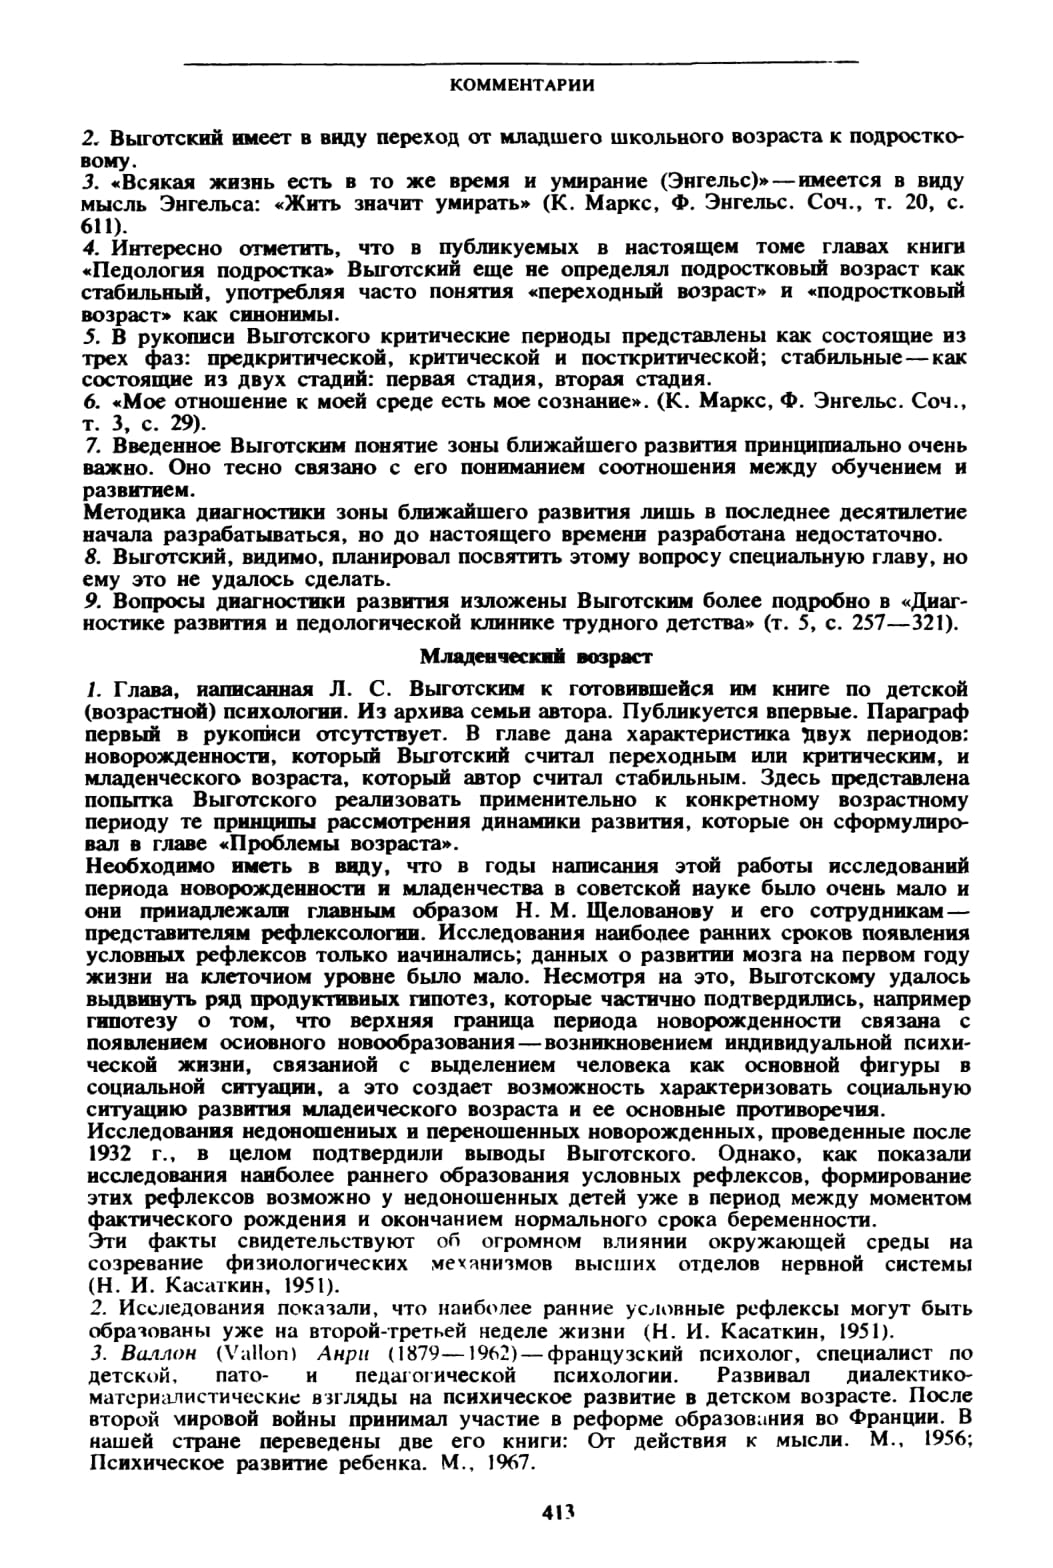 КОММЕНТАРИИ
2. Выготский имеет в виду переход от младшего школьного возраста к подростко-
вому.
3. «Всякая жизнь есть в то же время и умирание (Энгельс)»—имеется в виду
мысль Энгельса: «Жить значит умирать» (К. Маркс, Ф. Энгельс. Соч., т. 20, с.
611).
4. Интересно отметить, что в публикуемых в настоящем томе главах книги
«Педология подростка» Выготский еще не определял подростковый возраст как
стабильный, употребляя часто понятия «переходный возраст» и «подростковый
возраст» как синонимы.
5. В рукописи Выготского критические периоды представлены как состоящие из
трех фаз: предкритической, критической и посткритической; стабильные—как
состоящие из двух стадий: первая стадия, вторая стадия.
6. «Мое отношение к моей среде есть мое сознание». (К. Маркс, Ф. Энгельс. Соч.,
т. 3, с. 29).
7. Введенное Выготским понятие зоны ближайшего развития принципиально очень
важно. Оно тесно связано с его пониманием соотношения между обучением и
развитием.
Методика диагностики зоны ближайшего развития лишь в последнее десятилетие
начала разрабатываться, но до настоящего времени разработана недостаточно.
8. Выготский, видимо, планировал посвятить этому вопросу специальную главу, но
ему это не удалось сделать.
9. Вопросы диагностики развития изложены Выготским более подробно в «Диаг-
ностике развития и педологической клинике трудного детства» (т. 5, с. 257—321).
Младенческий возраст
1. Глава, написанная Л. С. Выготским к готовившейся им книге по детской
(возрастной) психологии. Из архива семьи автора. Публикуется впервые. Параграф
первый в рукописи отсутствует. В главе дана характеристика двух периодов:
новорожденности, который Выготский считал переходным или критическим, и
младенческого возраста, который автор считал стабильным. Здесь представлена
попытка Выготского реализовать применительно к конкретному возрастному
периоду те принципы рассмотрения динамики развития, которые он сформулиро-
вал в главе «Проблемы возраста».
Необходимо иметь в виду, что в годы написания этой работы исследований
периода новорожденности и младенчества в советской науке было очень мало и
они принадлежали главным образом Н. М. Щелованову и его сотрудникам—
представителям рефлексологии. Исследования наиболее ранних сроков появления
условных рефлексов только начинались; данных о развитии мозга на первом году
жизни на клеточном уровне было мало. Несмотря на это, Выготскому удалось
выдвинуть ряд продуктивных гипотез, которые частично подтвердились, например
гипотезу о том, что верхняя граница периода новорожденности связана с
появлением основного новообразования—возникновением индивидуальной психи-
ческой жизни, связанной с выделением человека как основной фигуры в
социальной ситуации, а это создает возможность характеризовать социальную
ситуацию развития младенческого возраста и ее основные противоречия.
Исследования недоношенных и переношенных новорожденных, проведенные после
1932 г., в целом подтвердили выводы Выготского. Однако, как показали
исследования наиболее раннего образования условных рефлексов, формирование
этих рефлексов возможно у недоношенных детей уже в период между моментом
фактического рождения и окончанием нормального срока беременности.
Эти факты свидетельствуют об огромном влиянии окружающей среды на
созревание физиологических механизмов высших отделов нервной системы
(Н. И. Касаткин, 1951).
2. Исследования показали, что наиболее ранние условные рефлексы могут быть
образованы уже на второй-третьей неделе жизни (Н. И. Касаткин, 1951).
3. Валлон (Vallon) Анри (1879—1962)—французский психолог, специалист по
детской, пато- и педагогической психологии. Развивал диалектико-
материалистические взгляды на психическое развитие в детском возрасте. После
второй мировой войны принимал участие в реформе образования во Франции. В
нашей стране переведены две его книги: От действия к мысли. М., 1956;
Психическое развитие ребенка. М., 1967.
413